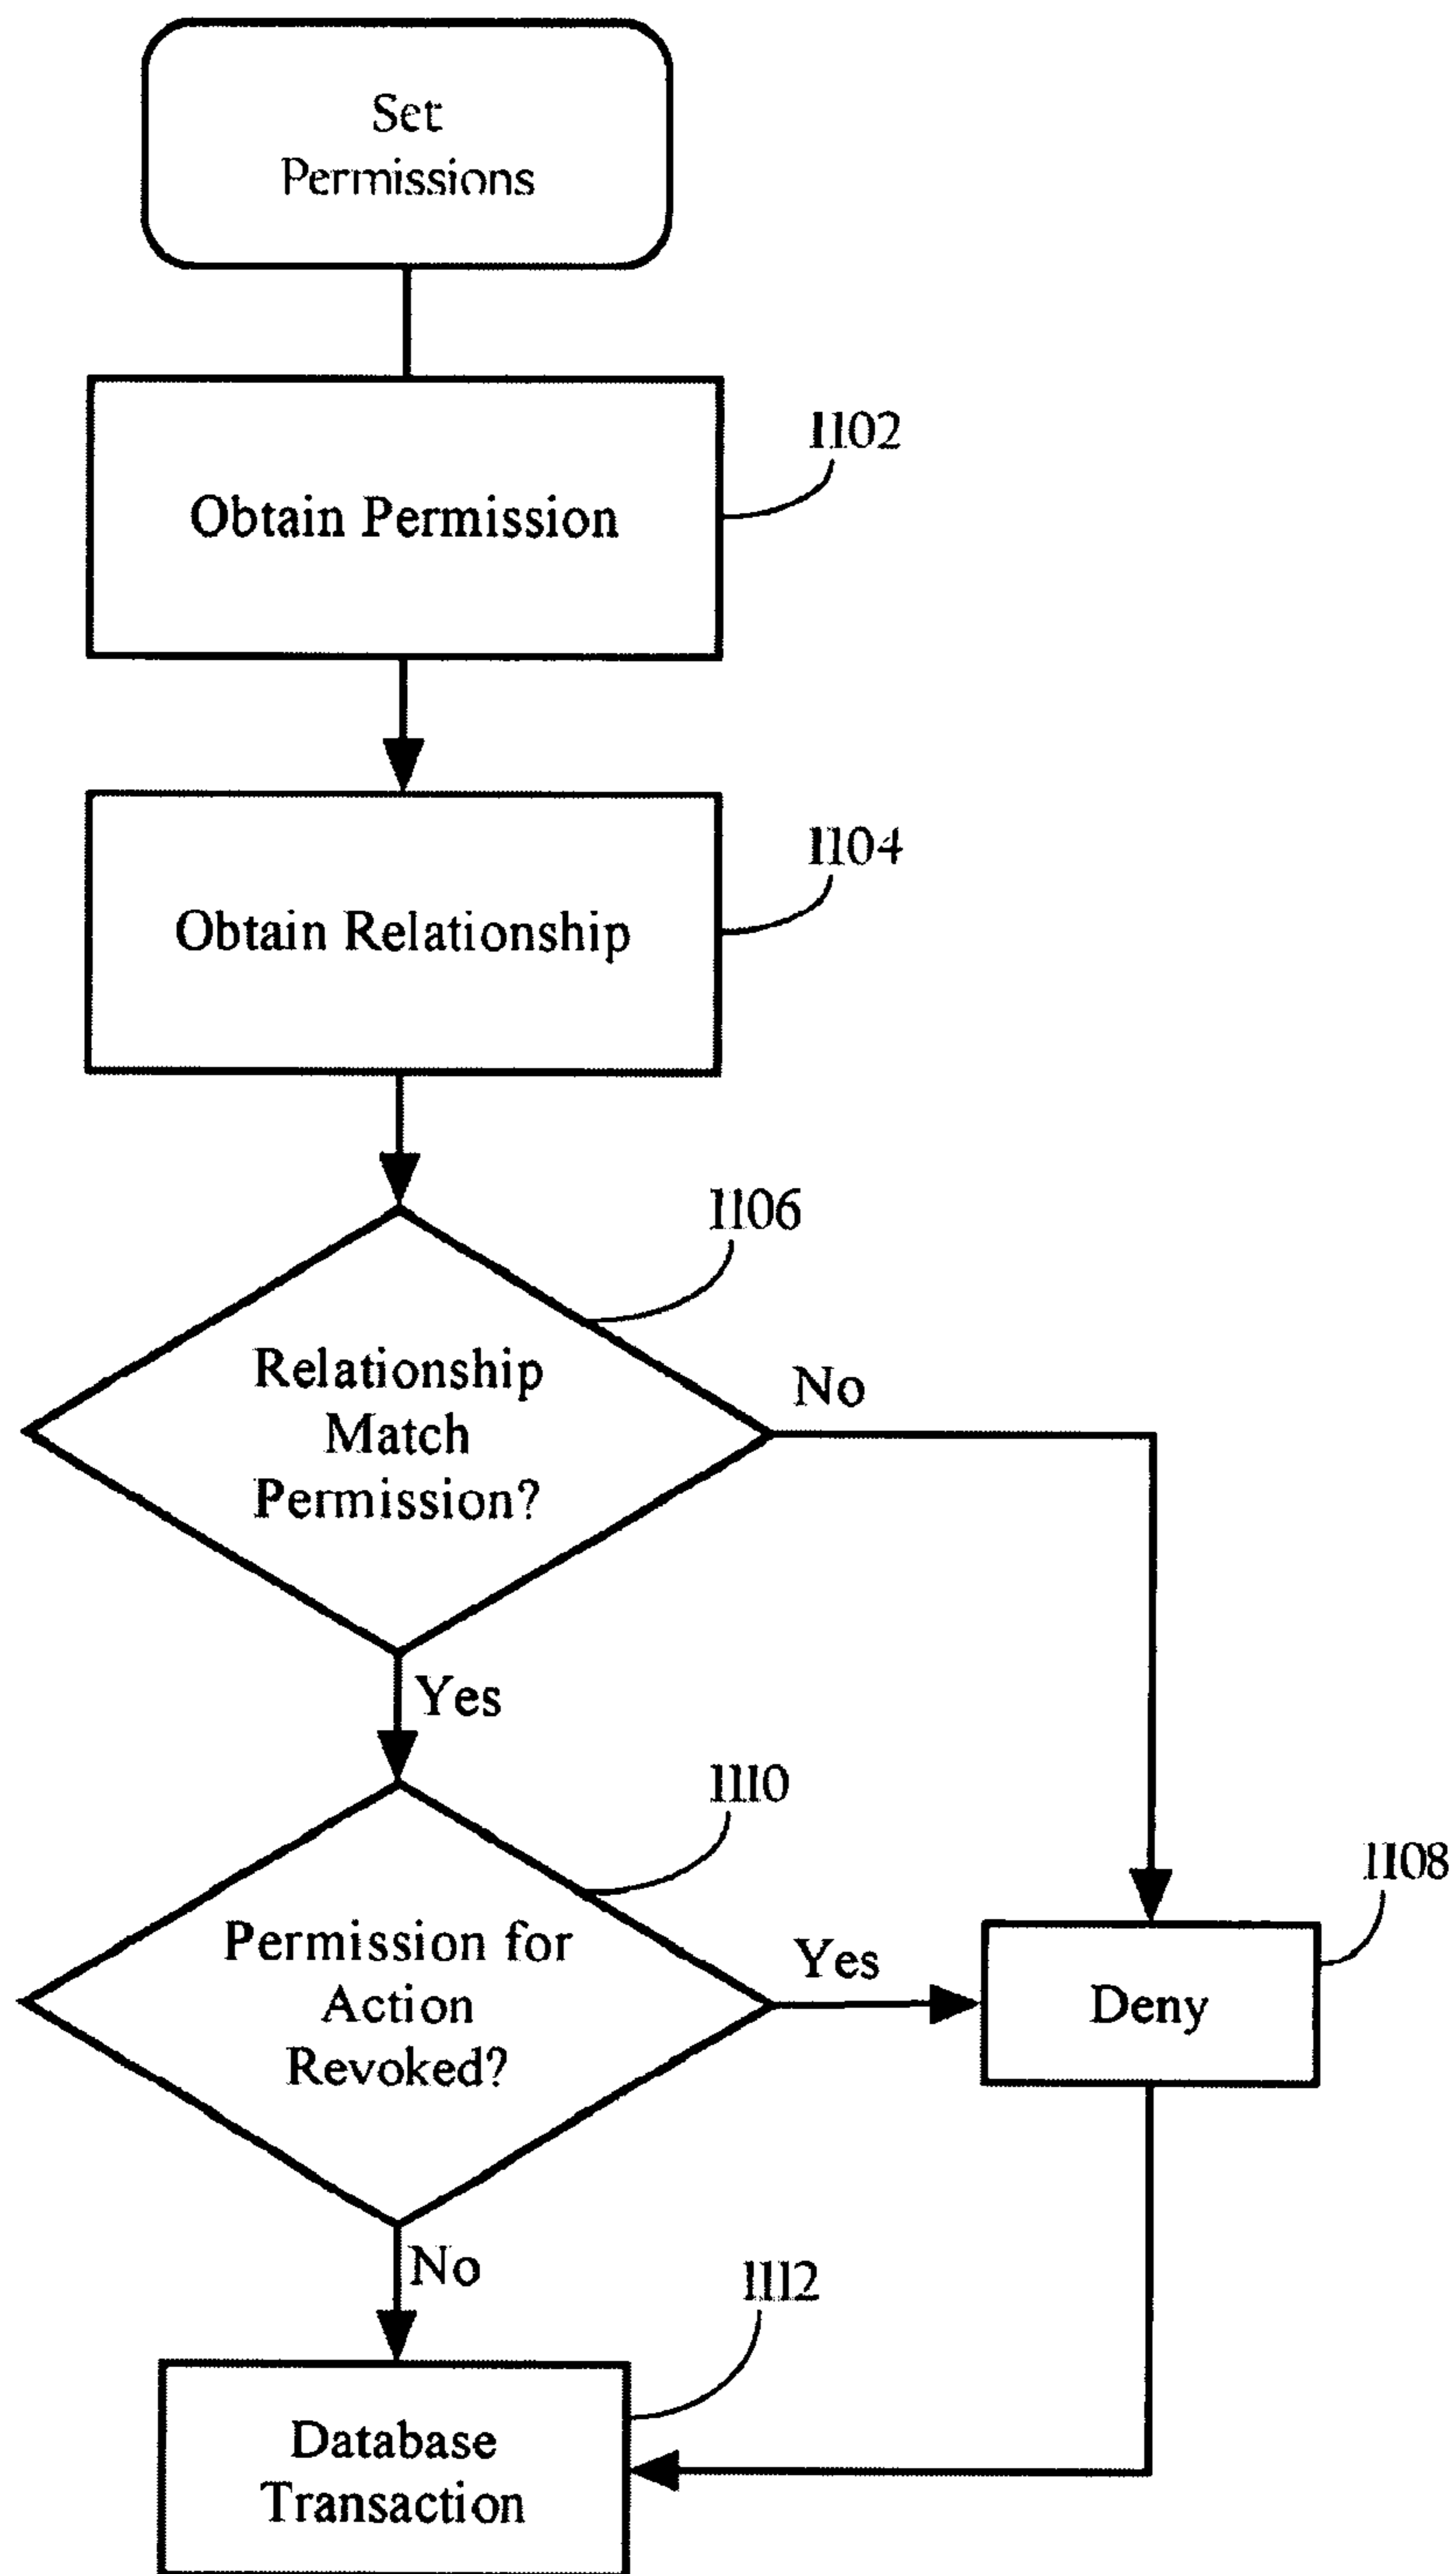 Set
Permissions
1102
Obtain Permission
1104
Obtain Relationship
1106
Relationship
Match
Permission?
No
Yes
1110
Permission for
Action
Revoked?
Yes
1108
Deny
No
1112
Database
Transaction